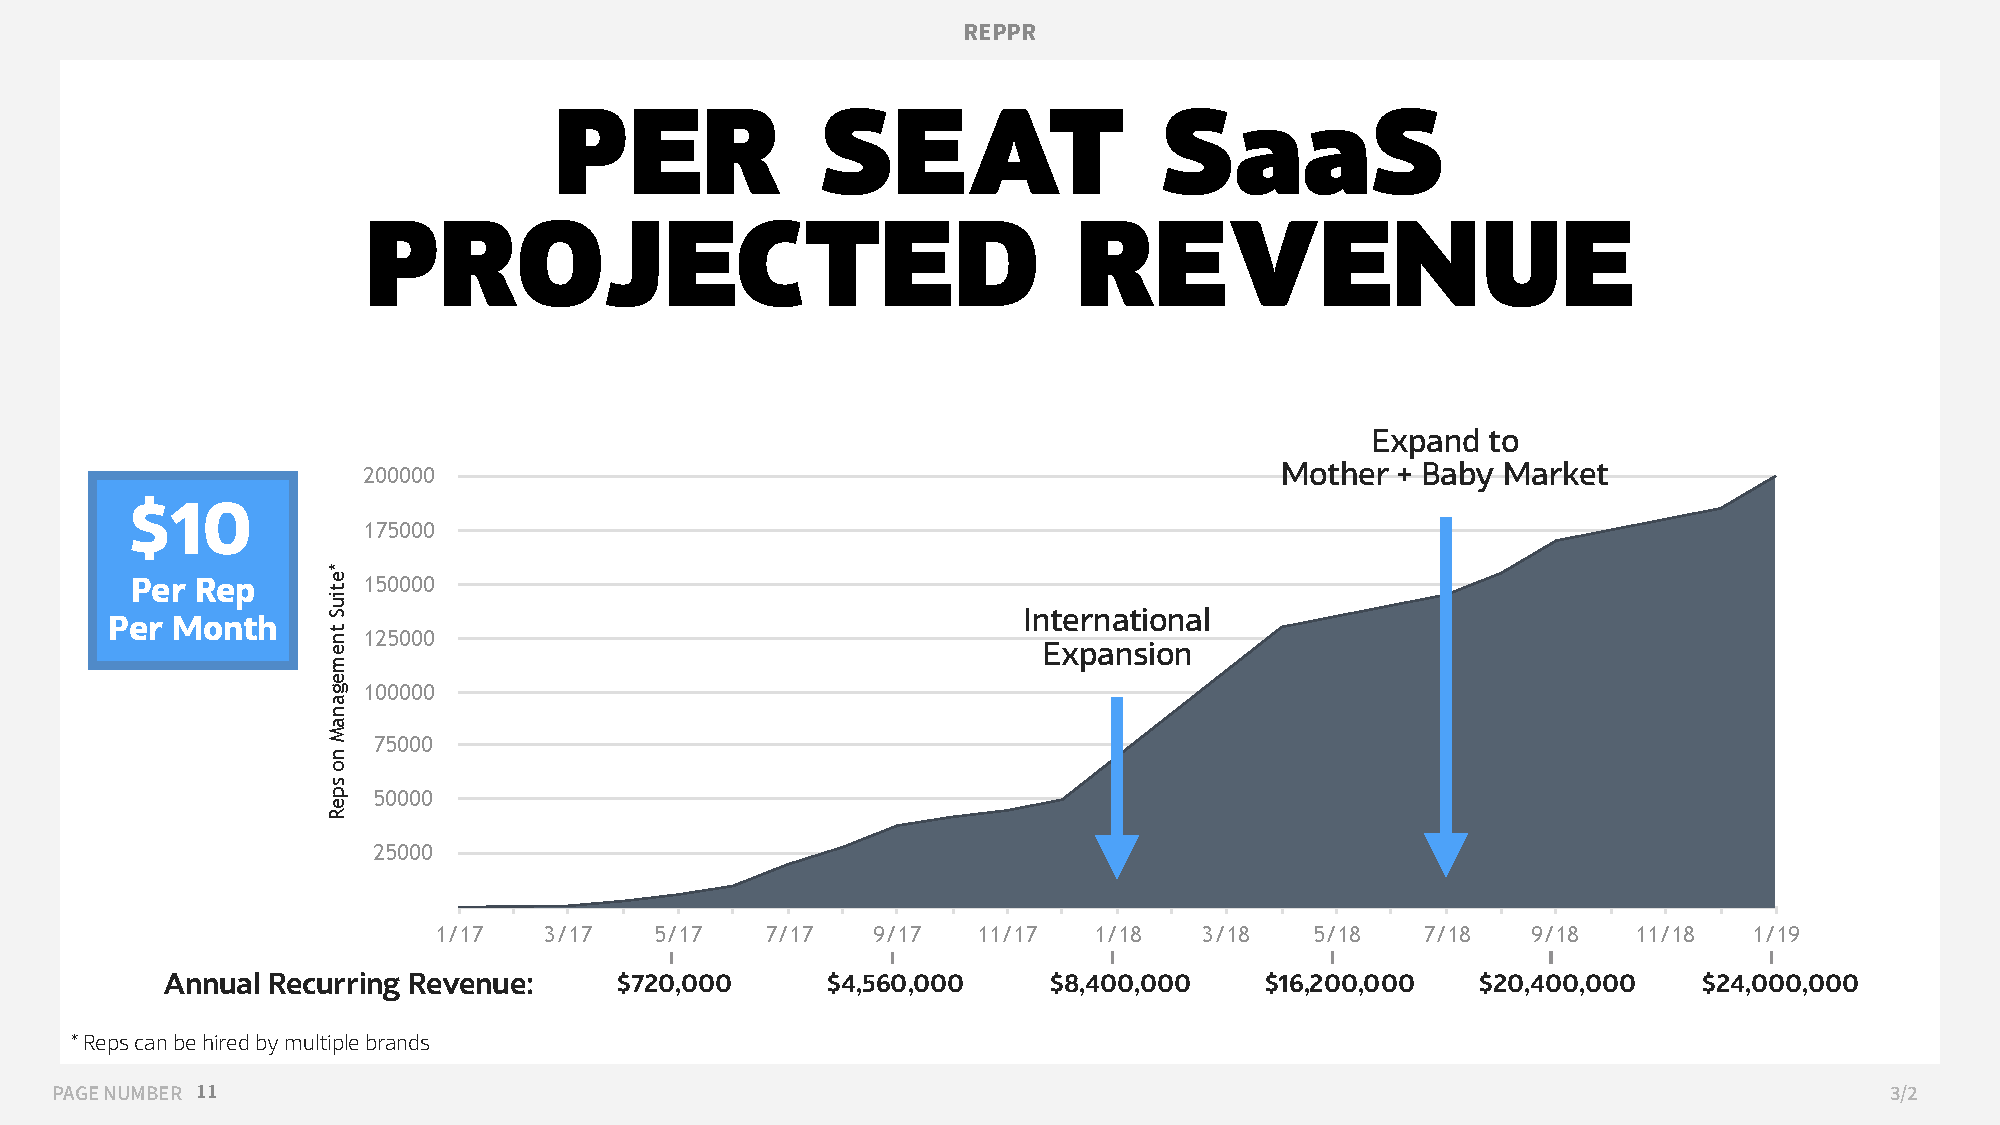 REPPR
PER SEAT SaaS
PROJECTED REVENUE
$10
Per Rep
Per Month
Reps on Management Suite*
200000
175000
150000
125000
100000
75000
50000
25000
Expand to
Mother + Baby Market
International
Expansion
1/17 3/17 5/17 7/17 9/17 11/17 1/18 3/18 5/18 7/18 9/18 11/18 1/19
Annual Recurring Revenue: $720,000 $4,560,000 $8,400,000 $16,200,000 $20,400,000 $24,000,000
* Reps can be hired by multiple brands
PAGE NUMBER 11 3/2